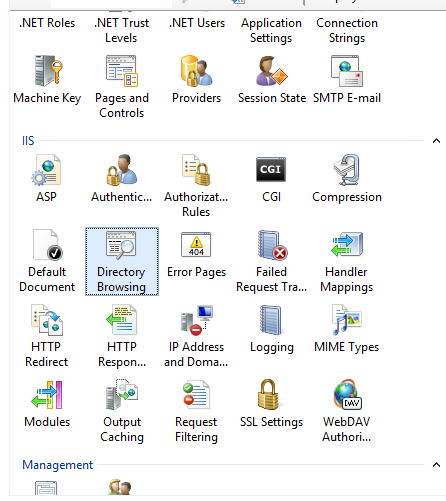 .NET Roles .NET Trust .NET Users Application Connection
Levels Settings Strings
Machine Key Pages and Providers Session State SMTP E-mail
Controls
IIS
CGI
ASP Authentic... Authorizat... CGI Compression
Rules
404
Default Directory Error Pages Failed Handler
Document Browsing Request Tra... Mappings
HTTP HTTP IP Address Logging MIME Types
Redirect Respon... and Doma...
DAV
Modules Output Request SSL Settings WebDAV
Caching Filtering Authori...
Management